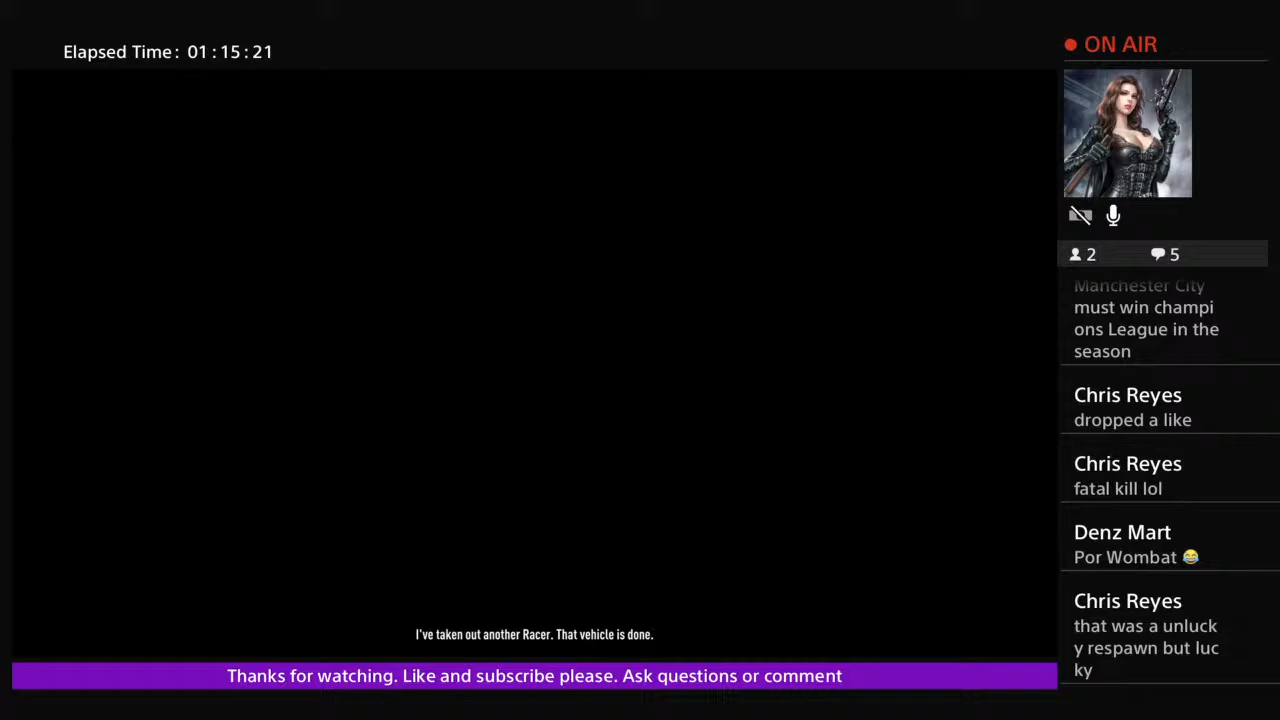 Elapsed Time: 01:15:21
ON AIR
2
5
Manchester City
must win champi
ons League in the
season
Chris Reyes
dropped a like
Chris Reyes
fatal kill lol
Denz Mart
Por Wombat 😂
Chris Reyes
that was a unluck
y respawn but luc
ky
I've taken out another Racer. That vehicle is done.
Thanks for watching. Like and subscribe please. Ask questions or comment